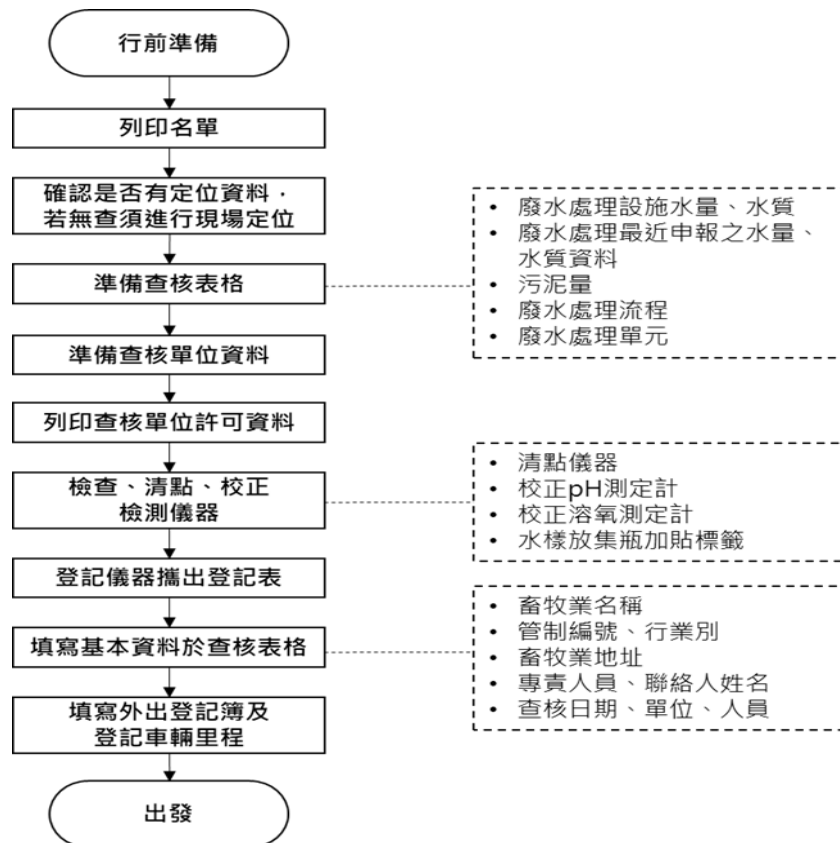 行前準備
列印名單
確認是否有定位資料，
若無查須進行現場定位
準備查核表格
• 廢水處理設施水量、水質
• 廢水處理最近申報之水量、
水質資料
• 污泥量
• 廢水處理流程
• 廢水處理單元
準備查核單位資料
列印查核單位許可資料
檢查、清點、校正
檢測儀器
• 清點儀器
• 校正pH測定計
• 校正溶氧測定計
• 水樣放集瓶加貼標籤
登記儀器攜出登記表
填寫基本資料於查核表格
• 畜牧業名稱
• 管制編號、行業別
• 畜牧業地址
• 專責人員、聯絡人姓名
• 查核日期、單位、人員
填寫外出登記簿及
登記車輛里程
出發